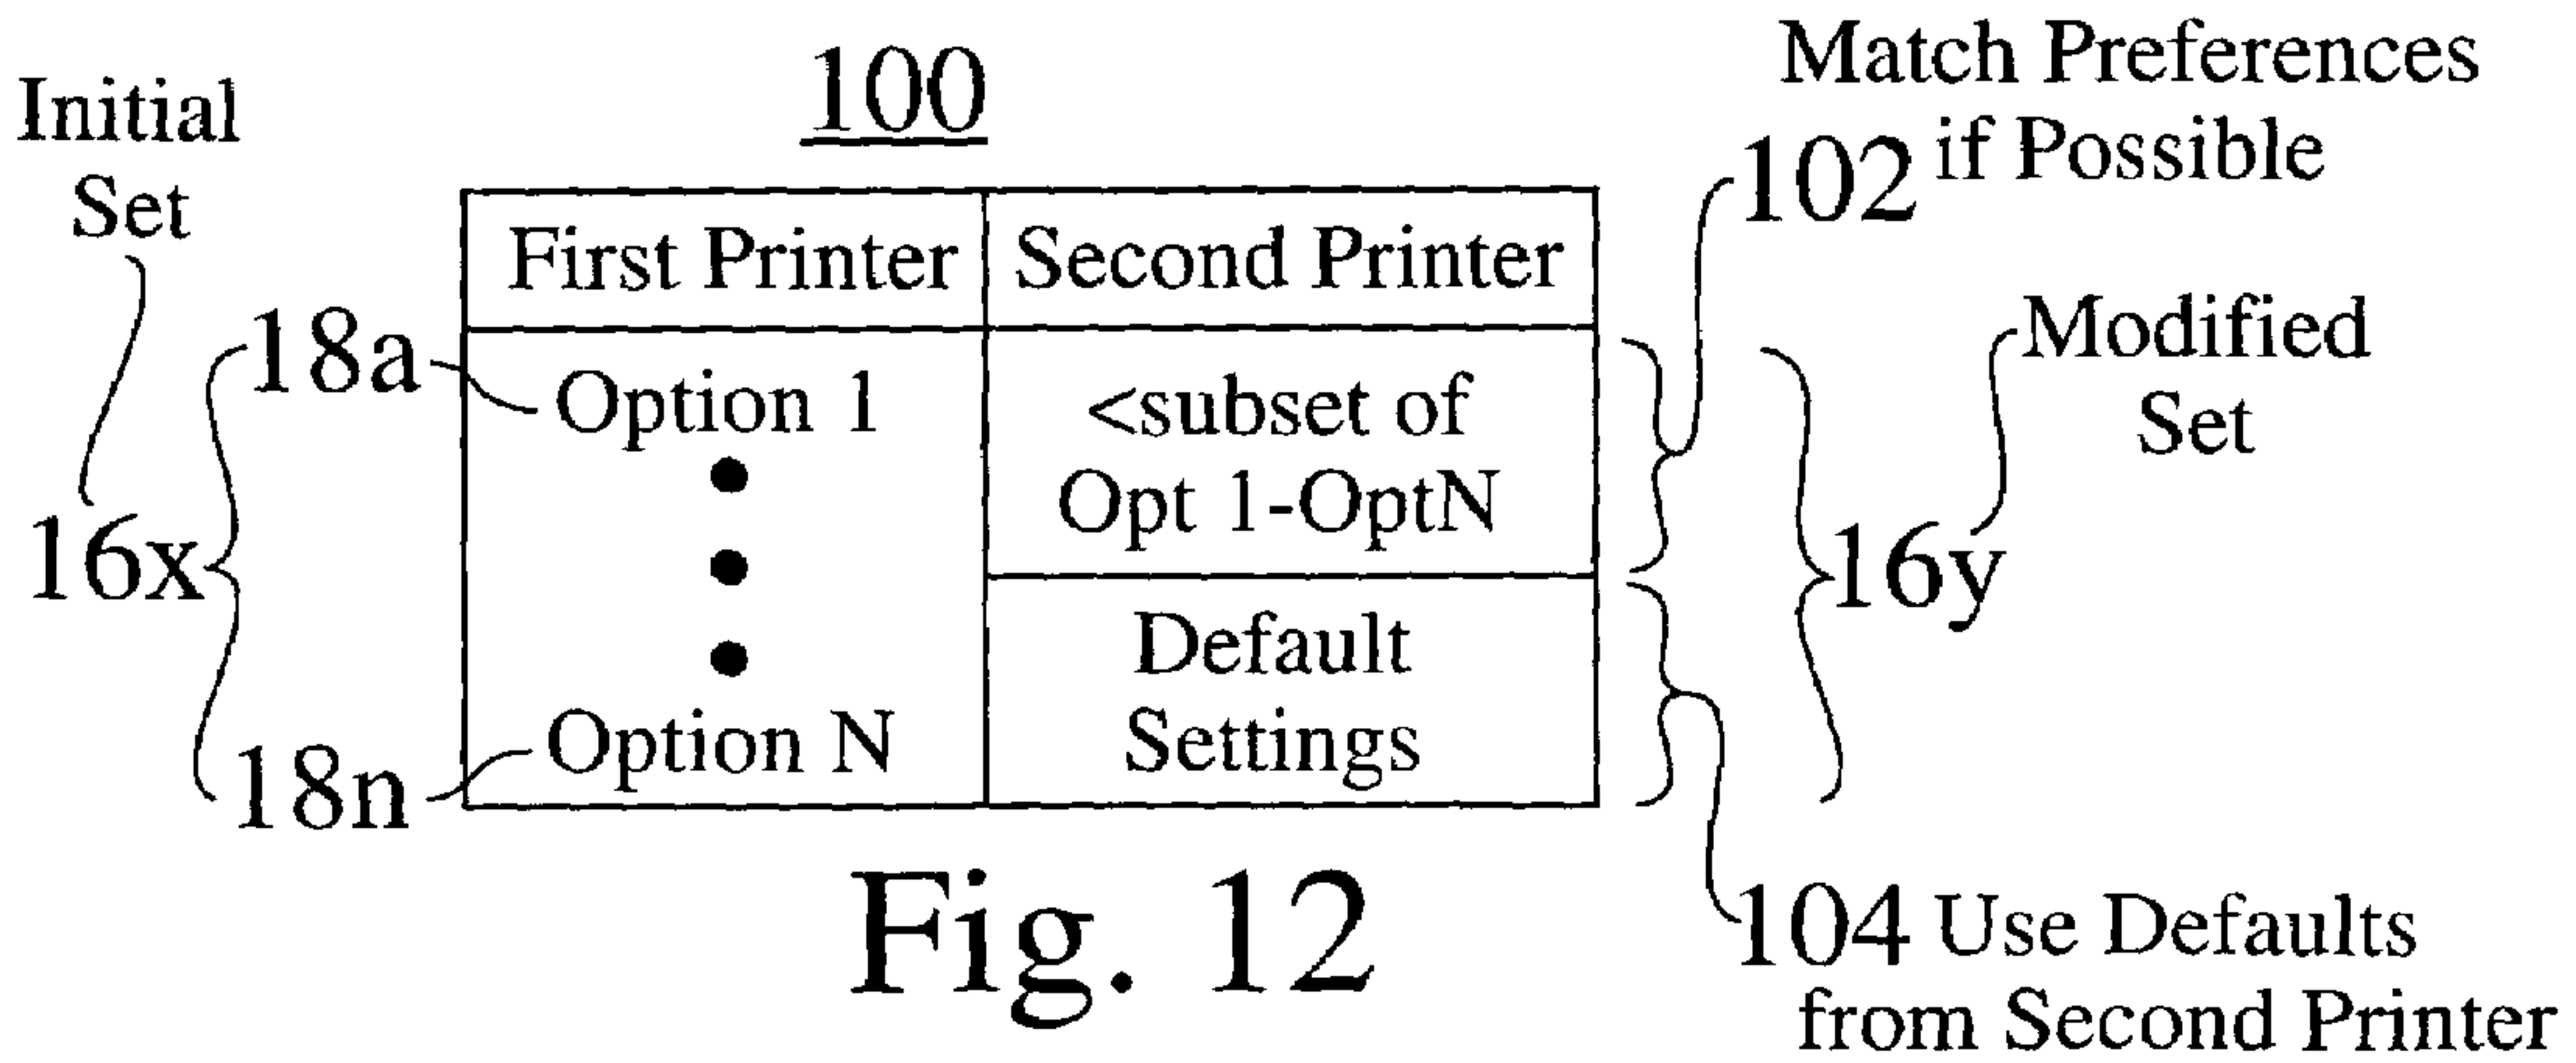 Initial
Set
100
Match Preferences
if Possible
102
First Printer
Second Printer
18a
Option 1
<subset of
Opt 1-OptN
Modified
Set
16x
16y
Default
Settings
18n
Option N
Fig. 12
104 Use Defaults
from Second Printer